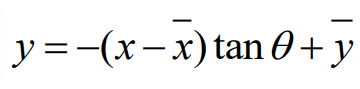 y = −(x − x̅) tan θ + y̅